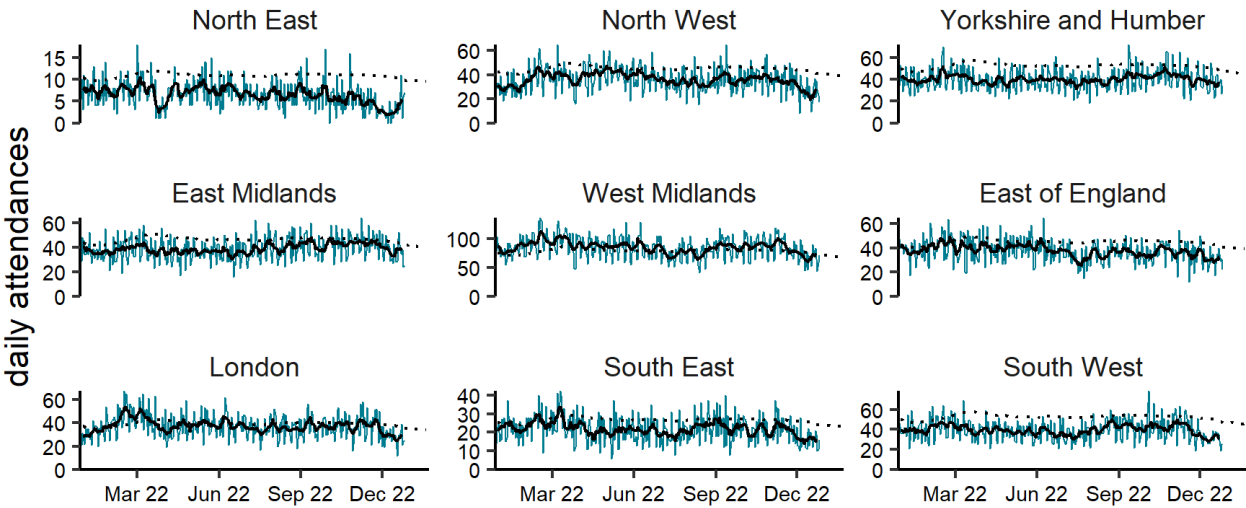 daily attendances
North East
15
10
5
0
North West
60
40
20
0
Yorkshire and Humber
60
40
20
0
East Midlands
60
40
20
0
West Midlands
100
50
0
East of England
60
40
20
0
London
60
40
20
0
Mar 22 Jun 22 Sep 22 Dec 22
South East
40
30
20
10
0
Mar 22 Jun 22 Sep 22 Dec 22
South West
60
40
20
0
Mar 22 Jun 22 Sep 22 Dec 22